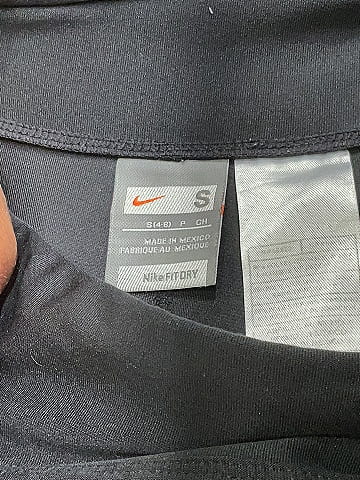 S
S(4-6) P CH
MADE IN MEXICO
FABRIQUÉ AU MEXIQUE
Nike FIT DRY